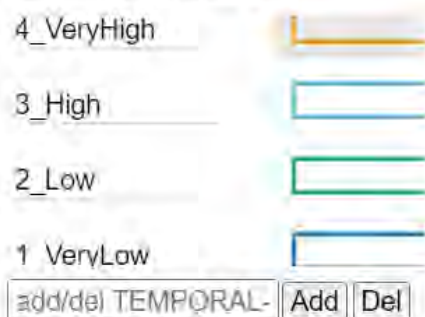 4_VeryHigh
3_High
2_Low
1_VeryLow
add/del TEMPORAL- Add Del